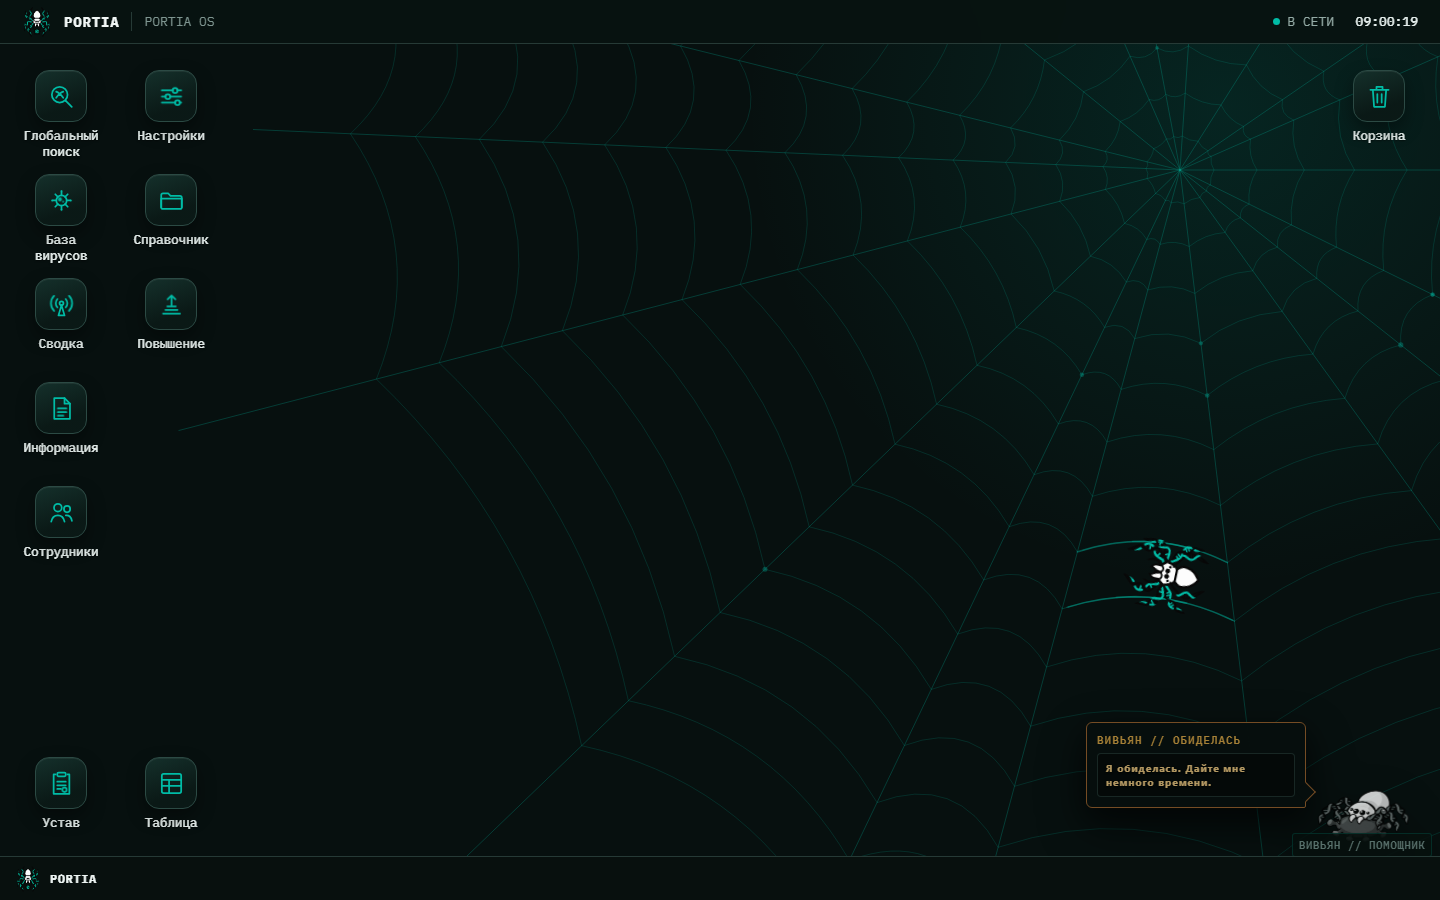 PORTIA
PORTIA OS
В СЕТИ
09:00:19
Глобальный
поиск
Настройки
Корзина
База
вирусов
Справочник
Сводка
Повышение
Информация
Сотрудники
ВИВЬЯН // ОБИДЕЛАСЬ
Я обиделась. Дайте мне
немного времени.
Устав
Таблица
ВИВЬЯН // ПОМОЩНИК
PORTIA